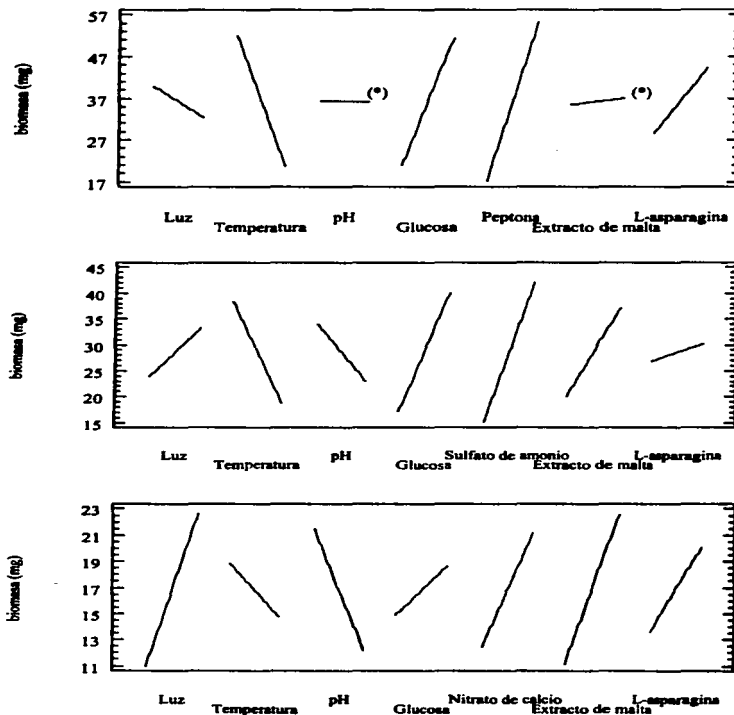 57
47
biomasa (mg)
37
(*)
(*)
27
17
Luz
Temperatura
pH
Glucosa
Peptona
Extracto de malta
L-asparagina
45
40
35
biomasa (mg)
30
25
20
15
Luz
Temperatura
pH
Glucosa
Sulfato de amonio
Extracto de malta
L-asparagina
23
21
19
biomasa (mg)
17
15
13
11
Luz
Temperatura
pH
Glucosa
Nitrato de calcio
Extracto de malta
L-asparagina